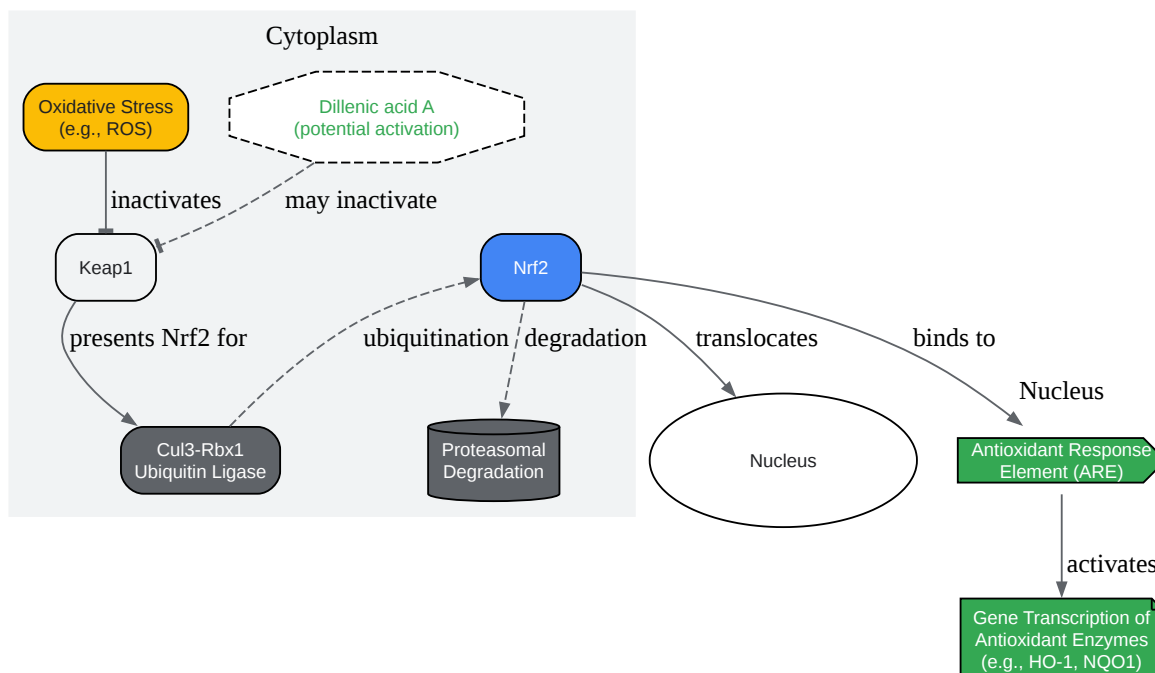 Cytoplasm
Oxidative Stress
(e.g., ROS)
Dillenic acid A
(potential activation)
inactivates
may inactivate
Keap1
Nrf2
presents Nrf2 for
ubiquitination
degradation
translocates
binds to
Nucleus
Cul3-Rbx1
Ubiquitin Ligase
Proteasomal
Degradation
Nucleus
Antioxidant Response
Element (ARE)
activates
Gene Transcription of
Antioxidant Enzymes
(e.g., HO-1, NQO1)